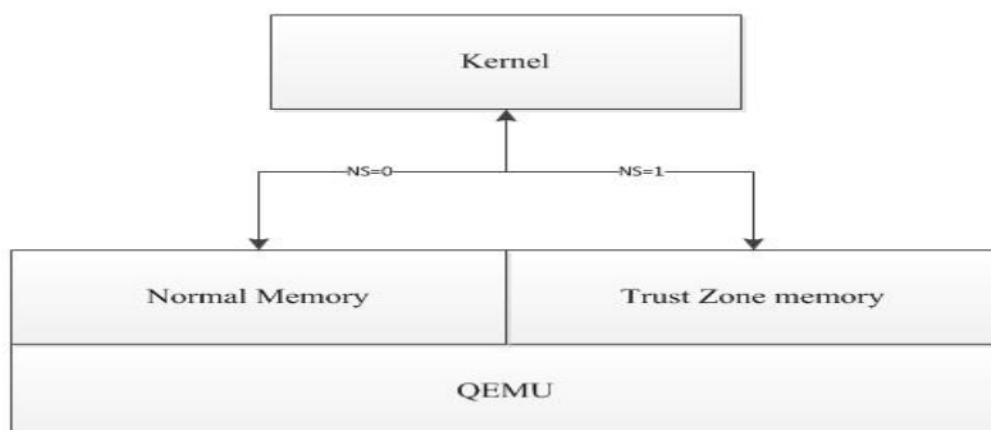 Kernel
NS=0
NS=1
Normal Memory
Trust Zone memory
QEMU